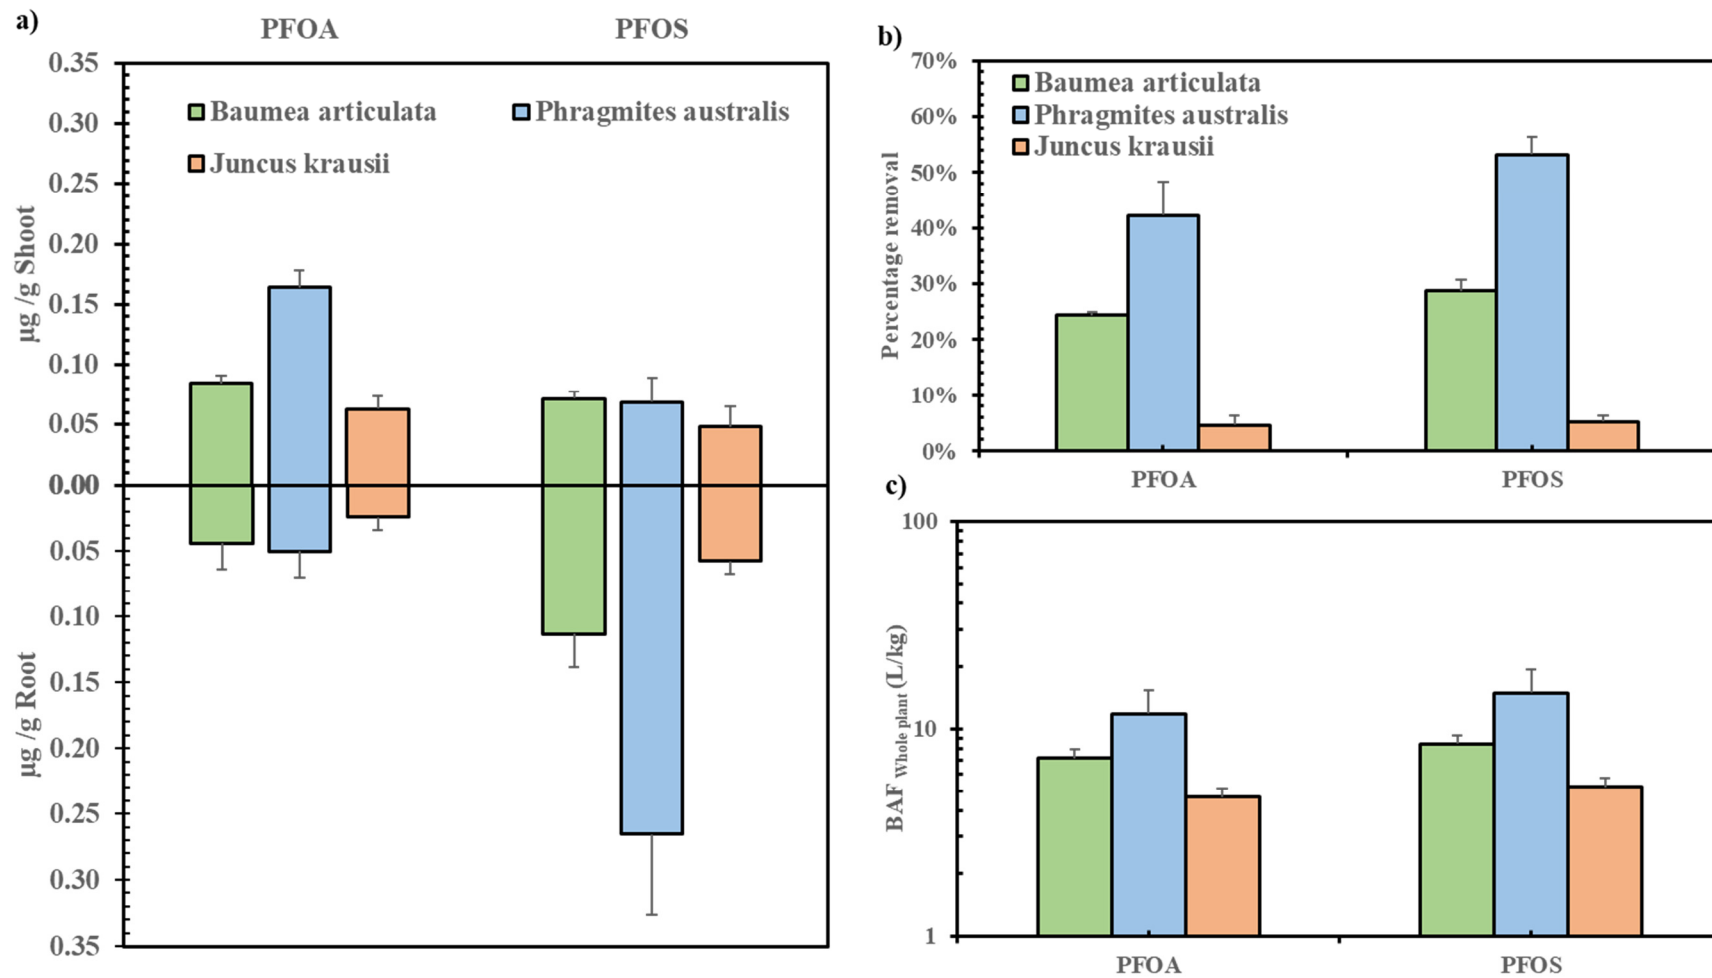 a)
PFOA PFOS
0.35
Baumea articulata Phragmites australis
Juncus krausii
0.30
0.25
0.20
0.15
0.10
0.05
0.00
0.05
0.10
0.15
0.20
0.25
0.30
0.35
µg /g Shoot
µg /g Root
b)
70%
60%
50%
40%
30%
20%
10%
0%
Percentage removal
Baumea articulata
Phragmites australis
Juncus krausii
PFOA PFOS
c)
100
10
1
BAF Whole plant (L/kg)
PFOA PFOS